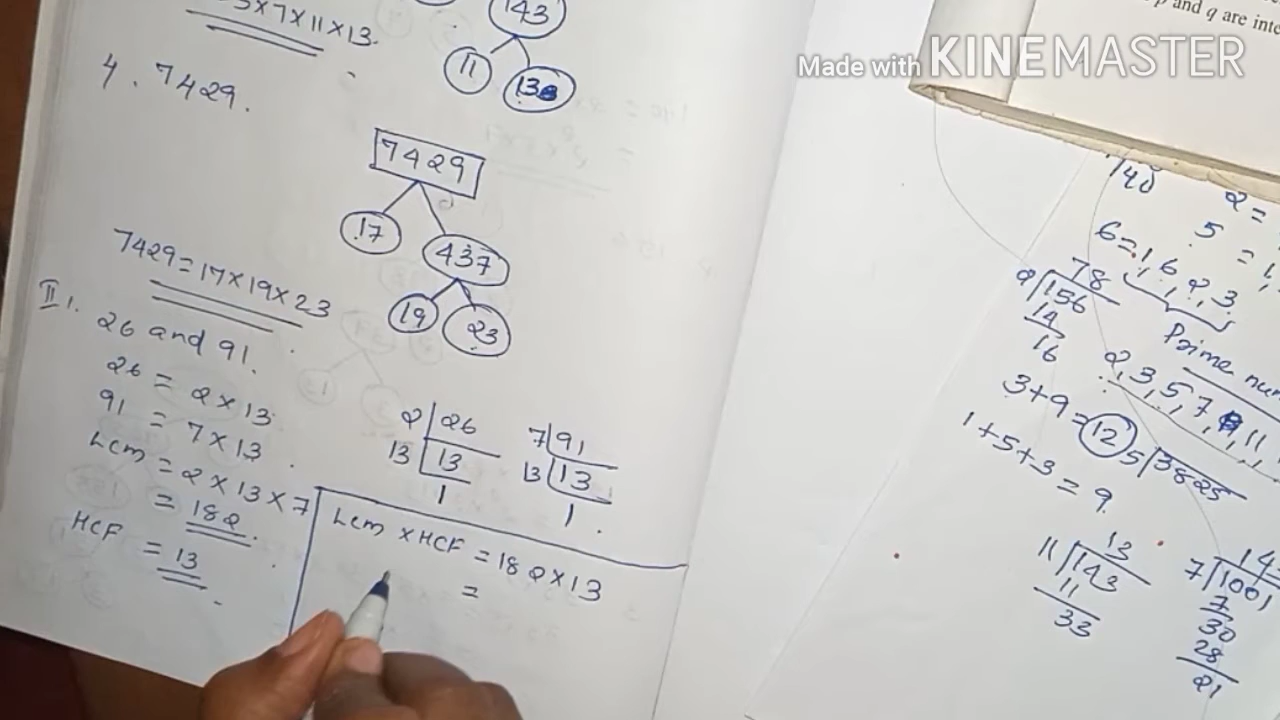 ×7×11×13
143
11
13
4. 7429.
7429
17
437
19
23
7429=17×19×23
II 1. 26 and 91.
26 = 2×13
91 = 7×13
Lcm = 2×13×7
= 182
HCF = 13
2 | 26
13 | 13
1
7 | 91
13 | 13
1
Lcm × HCF = 182×13
=
Made with KINEMASTER
and q are inte
2 =
5 =
6=1,6,2,3
Prime num
78
2) 156
14
16
2,3,5,7
11
3+9=12
1+5+3=9
5) 3825
13
11) 143
11
33
14
7) 1001
7
30
28
21